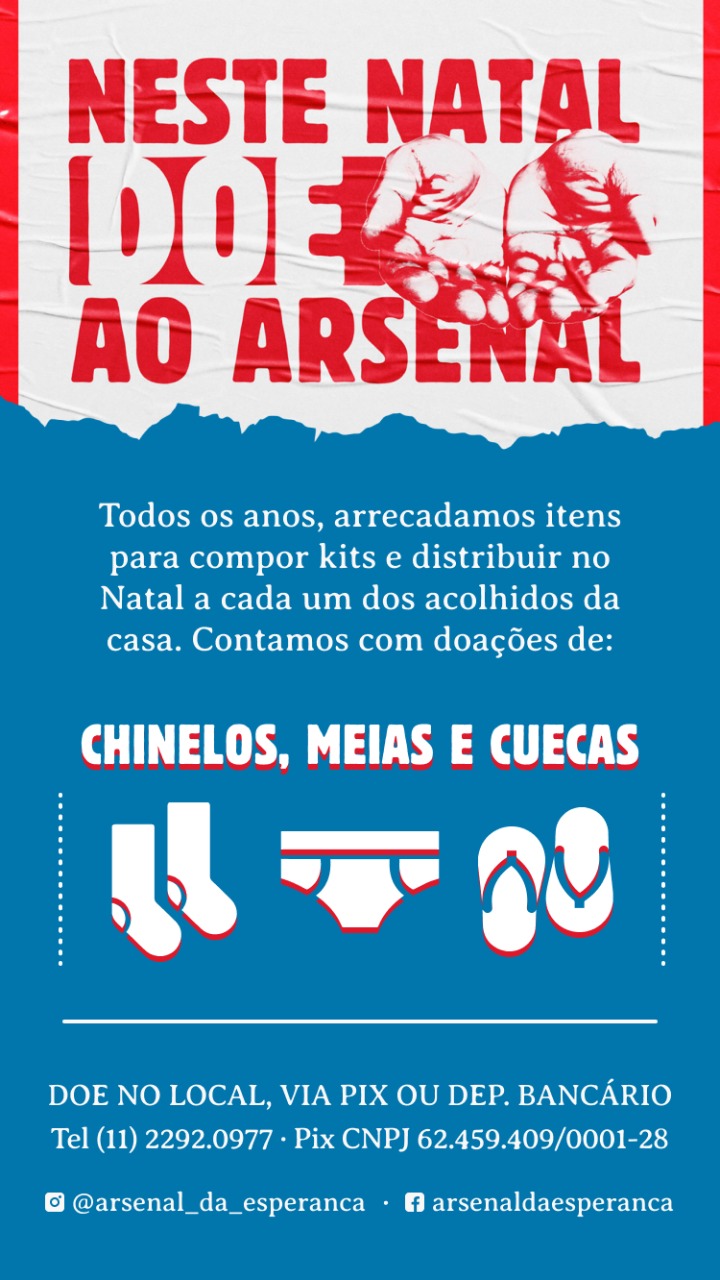 NESTE NATAL
DOE
AO ARSENAL
Todos os anos, arrecadamos itens
para compor kits e distribuir no
Natal a cada um dos acolhidos da
casa. Contamos com doações de:
CHINELOS, MEIAS E CUECAS
DOE NO LOCAL, VIA PIX OU DEP. BANCÁRIO
Tel (11) 2292.0977 · Pix CNPJ 62.459.409/0001-28
@arsenal_da_esperanca · arsenaldaesperanca